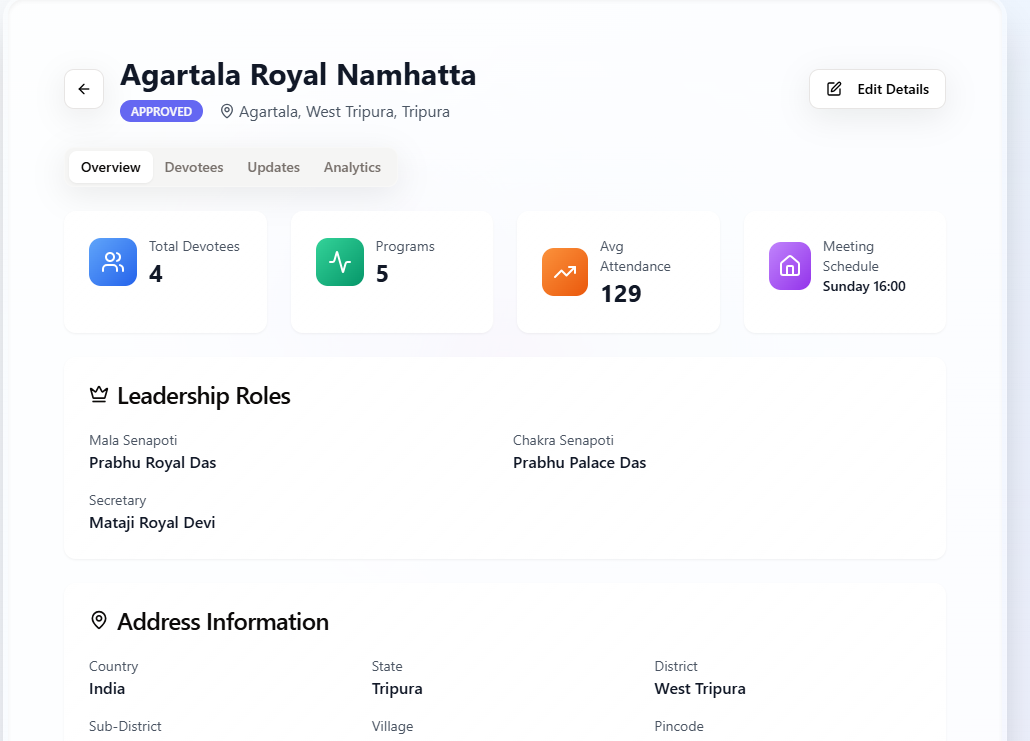 Agartala Royal Namhatta
APPROVED Agartala, West Tripura, Tripura
Edit Details
Overview Devotees Updates Analytics
Total Devotees
4
Programs
5
Avg
Attendance
129
Meeting
Schedule
Sunday 16:00
Leadership Roles
Mala Senapoti
Prabhu Royal Das
Chakra Senapoti
Prabhu Palace Das
Secretary
Mataji Royal Devi
Address Information
Country
India
State
Tripura
District
West Tripura
Sub-District
Village
Pincode